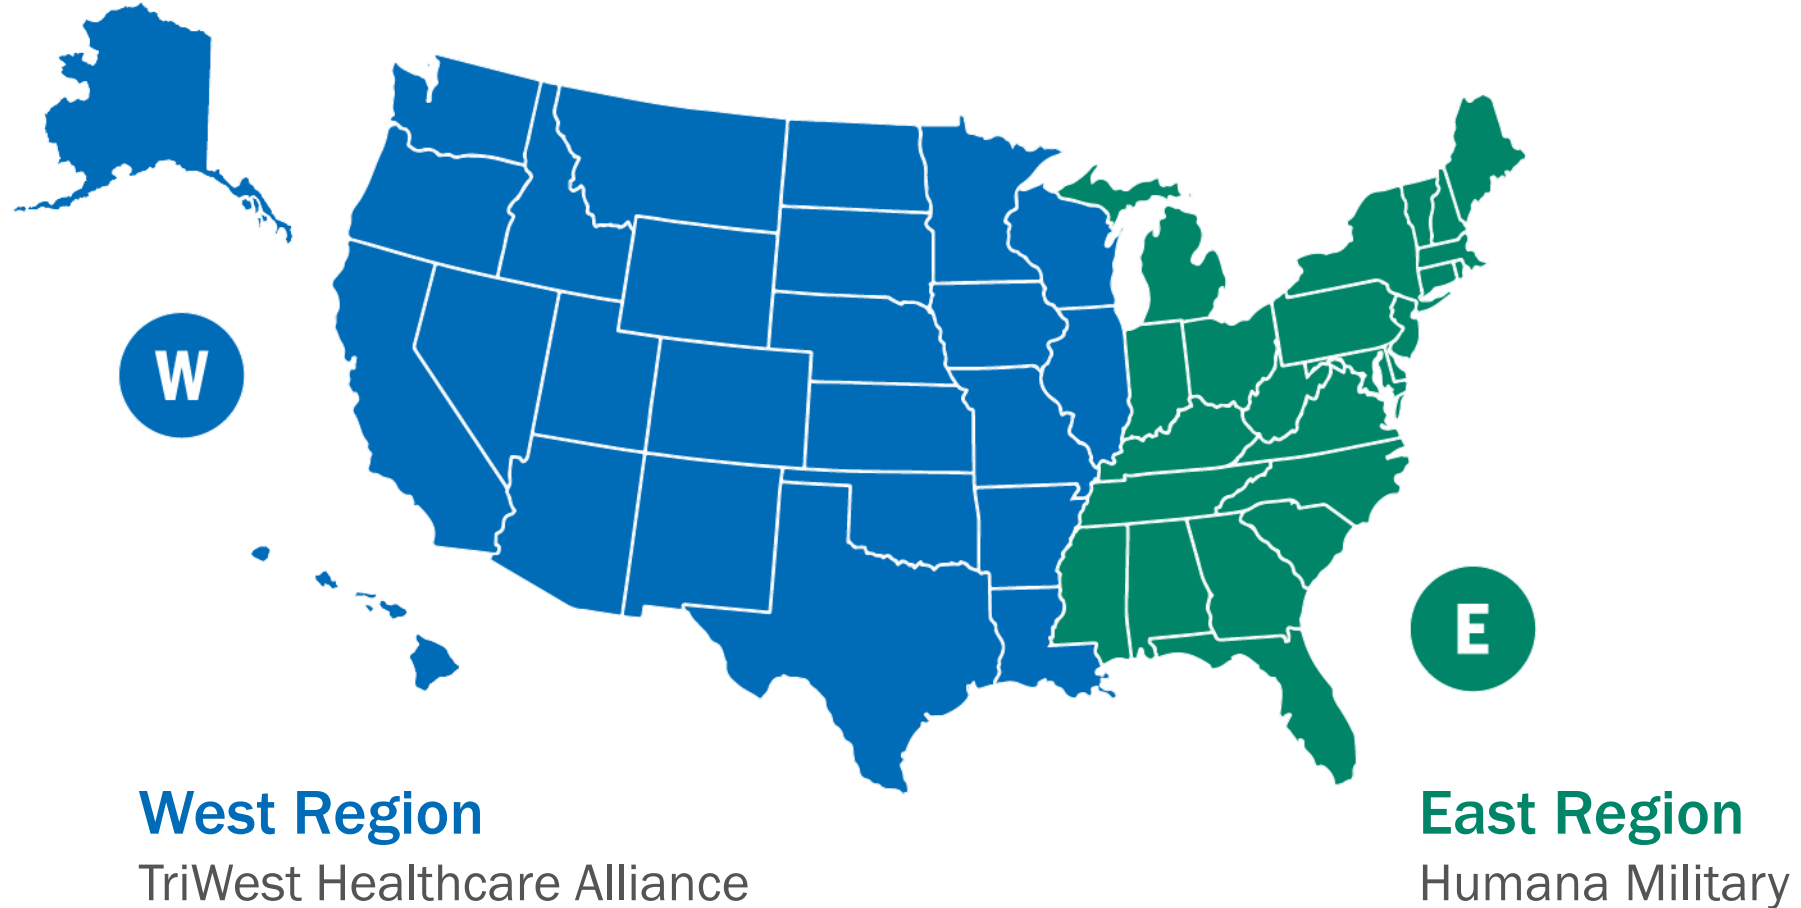 W
E
West Region
TriWest Healthcare Alliance
East Region
Humana Military